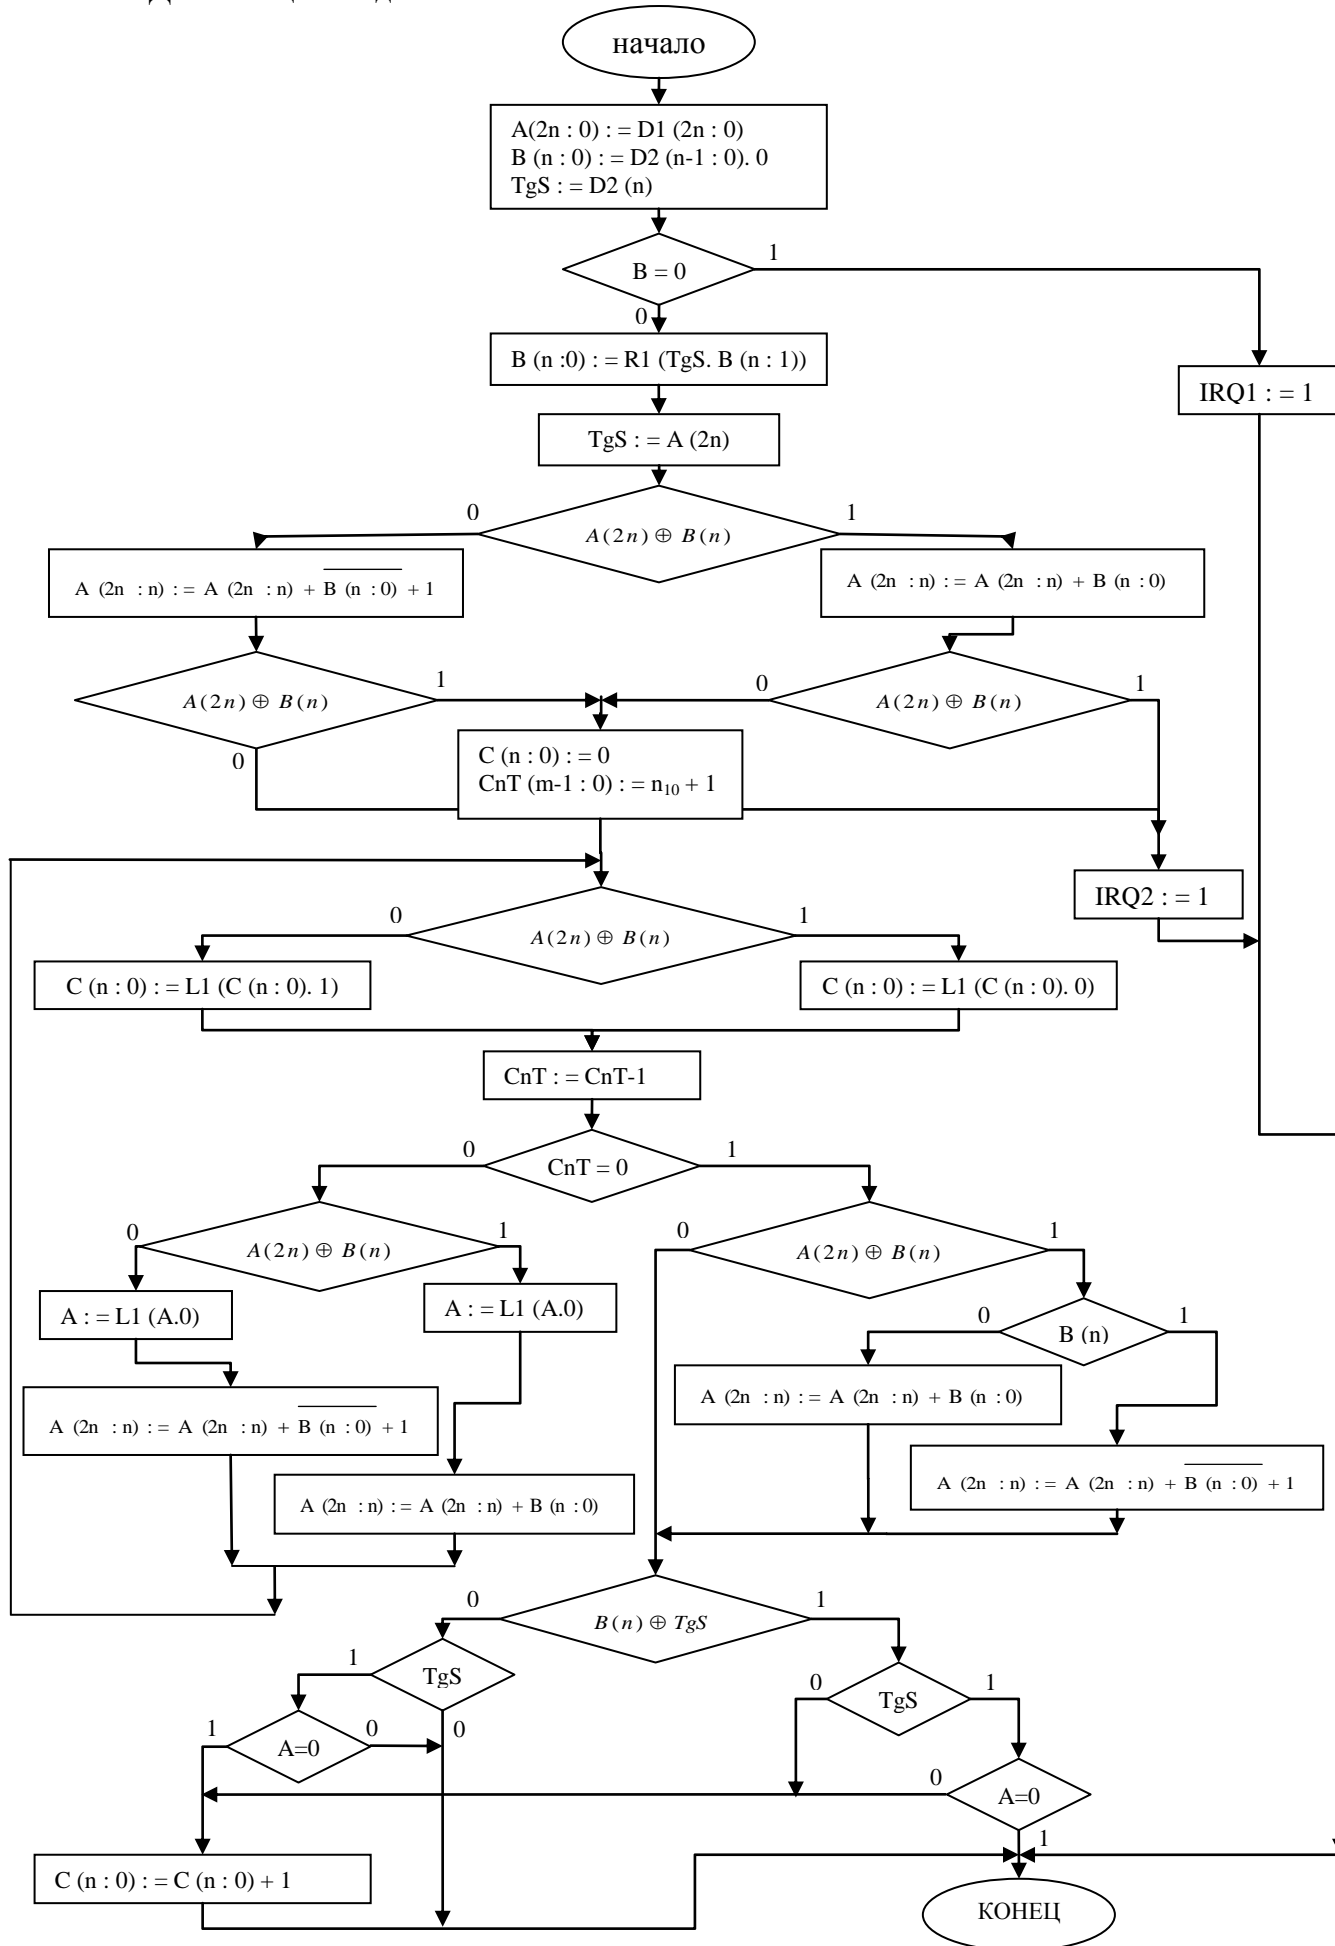 начало
A(2n : 0) : = D1 (2n : 0)
B (n : 0) : = D2 (n-1 : 0). 0
TgS : = D2 (n)
B = 0
1
0
B (n :0) : = R1 (TgS. B (n : 1))
IRQ1 : = 1
TgS : = A (2n)
A(2n) ⊕ B(n)
0
1
A (2n : n) : = A (2n : n) + B̅ ̅(̅n̅ ̅:̅ ̅0̅)̅ + 1
A (2n : n) : = A (2n : n) + B (n : 0)
A(2n) ⊕ B(n)
1
0
A(2n) ⊕ B(n)
0
1
C (n : 0) : = 0
CnT (m-1 : 0) : = n₁₀ + 1
IRQ2 : = 1
0
A(2n) ⊕ B(n)
1
C (n : 0) : = L1 (C (n : 0). 1)
C (n : 0) : = L1 (C (n : 0). 0)
CnT : = CnT-1
0
CnT = 0
1
0
A(2n) ⊕ B(n)
1
0
A(2n) ⊕ B(n)
1
A : = L1 (A.0)
A : = L1 (A.0)
0
B (n)
1
A (2n : n) : = A (2n : n) + B (n : 0)
A (2n : n) : = A (2n : n) + B̅ ̅(̅n̅ ̅:̅ ̅0̅)̅ + 1
A (2n : n) : = A (2n : n) + B̅ ̅(̅n̅ ̅:̅ ̅0̅)̅ + 1
A (2n : n) : = A (2n : n) + B (n : 0)
0
B(n) ⊕ TgS
1
1
TgS
0
0
TgS
1
1
A=0
0
0
A=0
1
C (n : 0) : = C (n : 0) + 1
КОНЕЦ